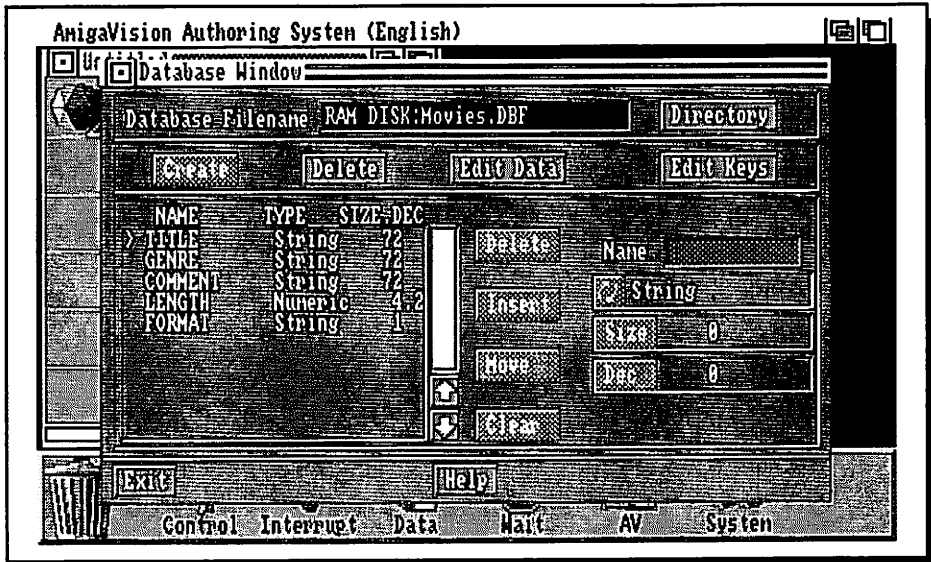 AmigaVision Authoring System (English)
Database Window
Database Filename RAM DISK:Movies.DBF Directory
Create Delete Edit Data Edit Keys
NAME TYPE SIZE.DEC
> TITLE String 72
GENRE String 72
COMMENT String 72
LENGTH Numeric 4.2
FORMAT String 1
Delete
Insert
Move
Clear
Name
String
Size 0
Dec 0
Exit Help
Control Interrupt Data Wait AV System